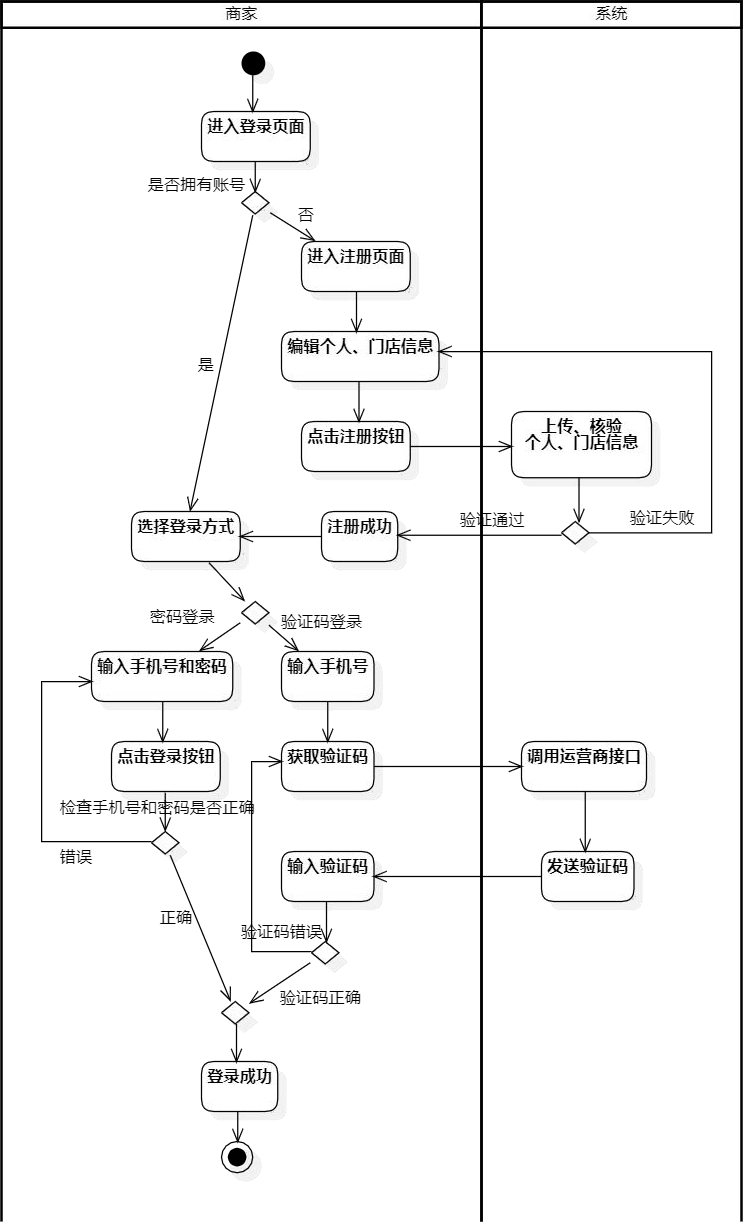 商家
系统
进入登录页面
是否拥有账号
否
进入注册页面
编辑个人、门店信息
是
点击注册按钮
上传、核验
个人、门店信息
选择登录方式
注册成功
验证通过
验证失败
密码登录
验证码登录
输入手机号和密码
输入手机号
点击登录按钮
获取验证码
调用运营商接口
检查手机号和密码是否正确
错误
输入验证码
发送验证码
正确
验证码错误
验证码正确
登录成功